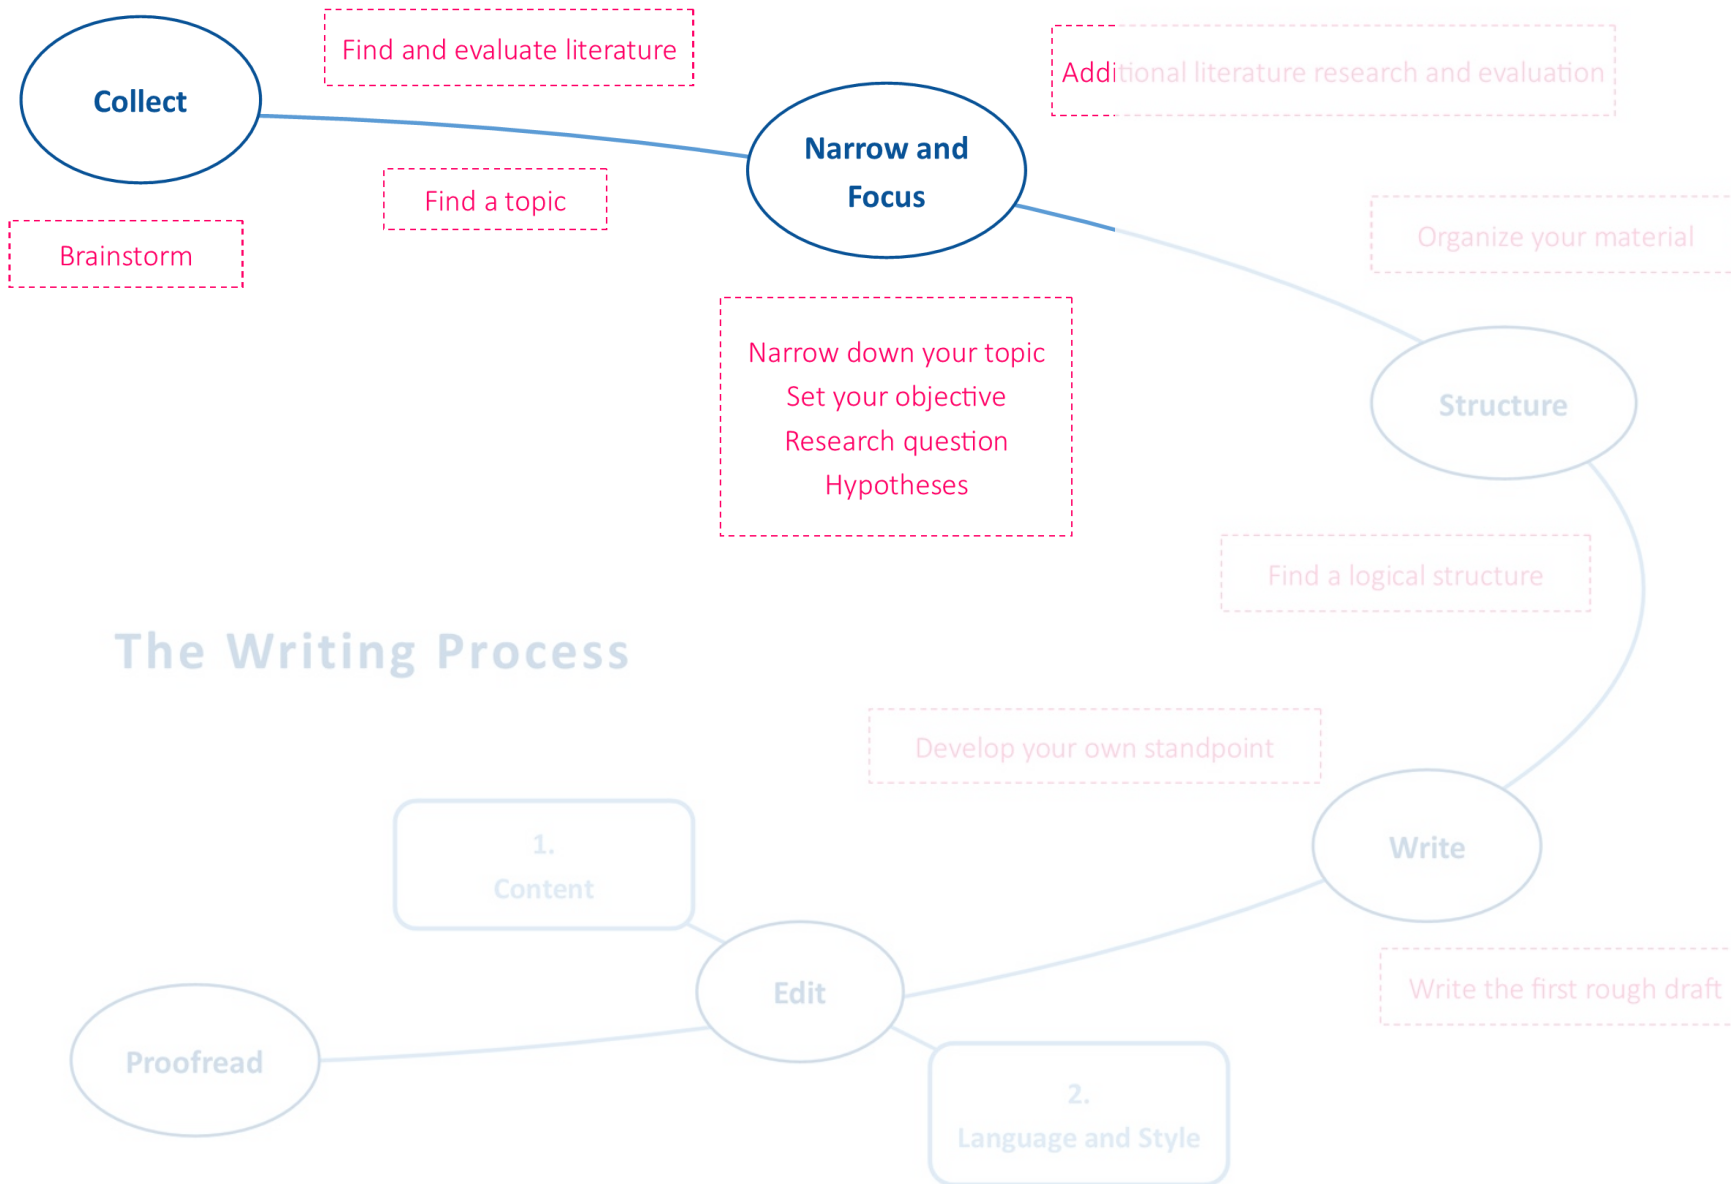 Collect
Find and evaluate literature
Find a topic
Brainstorm
Narrow and
Focus
Narrow down your topic
Set your objective
Research question
Hypotheses
Additional literature research and evaluation
Organize your material
Structure
Find a logical structure
The Writing Process
Develop your own standpoint
Write
Write the first rough draft
1.
Content
Edit
2.
Language and Style
Proofread